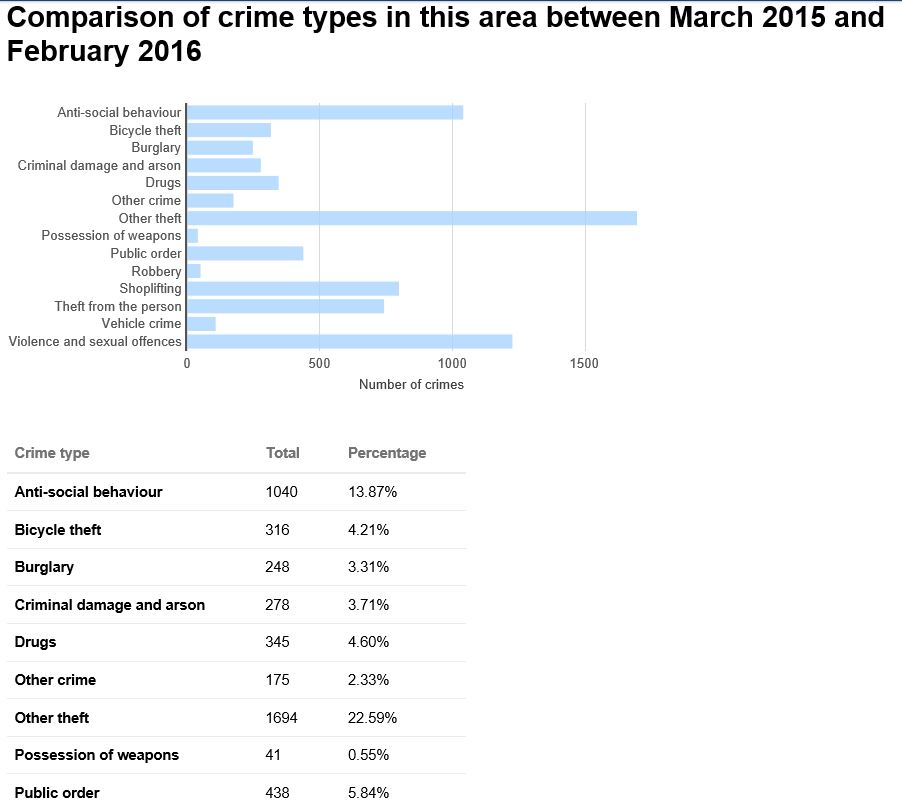 Comparison of crime types in this area between March 2015 and
February 2016
Anti-social behaviour
Bicycle theft
Burglary
Criminal damage and arson
Drugs
Other crime
Other theft
Possession of weapons
Public order
Robbery
Shoplifting
Theft from the person
Vehicle crime
Violence and sexual offences
0 500 1000 1500
Number of crimes
Crime type Total Percentage
Anti-social behaviour 1040 13.87%
Bicycle theft 316 4.21%
Burglary 248 3.31%
Criminal damage and arson 278 3.71%
Drugs 345 4.60%
Other crime 175 2.33%
Other theft 1694 22.59%
Possession of weapons 41 0.55%
Public order 438 5.84%